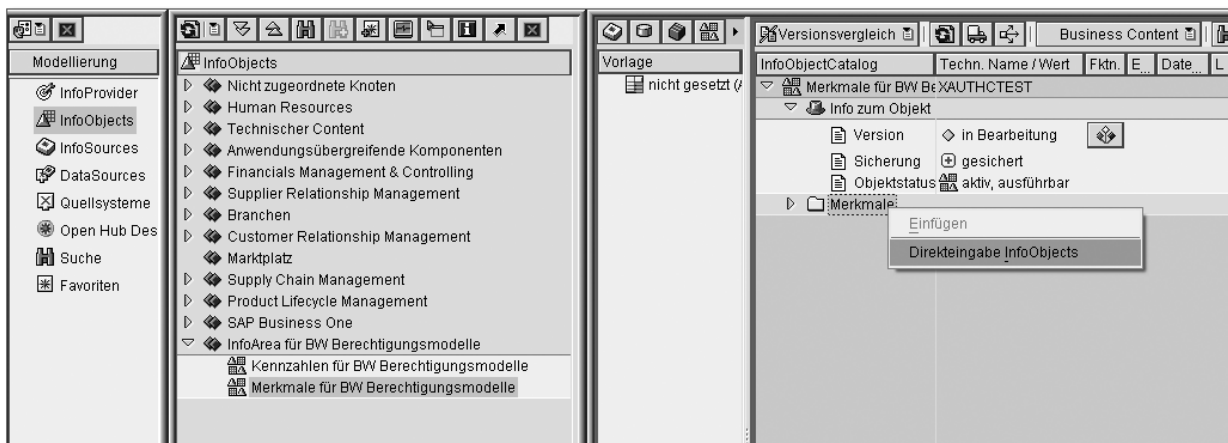 Modellierung
InfoProvider
InfoObjects
InfoSources
DataSources
Quellsysteme
Open Hub Des
Suche
Favoriten
InfoObjects
Nicht zugeordnete Knoten
Human Resources
Technischer Content
Anwendungsübergreifende Komponenten
Financials Management & Controlling
Supplier Relationship Management
Branchen
Customer Relationship Management
Marktplatz
Supply Chain Management
Product Lifecycle Management
SAP Business One
InfoArea für BW Berechtigungsmodelle
Kennzahlen für BW Berechtigungsmodelle
Merkmale für BW Berechtigungsmodelle
Vorlage
nicht gesetzt (
Versionsvergleich Business Content
InfoObjectCatalog Techn. Name / Wert Fktn. E... Date... L
Merkmale für BW Be XAUTHCTEST
Info zum Objekt
Version in Bearbeitung
Sicherung gesichert
Objektstatus aktiv, ausführbar
Merkmale
Einfügen
Direkteingabe InfoObjects